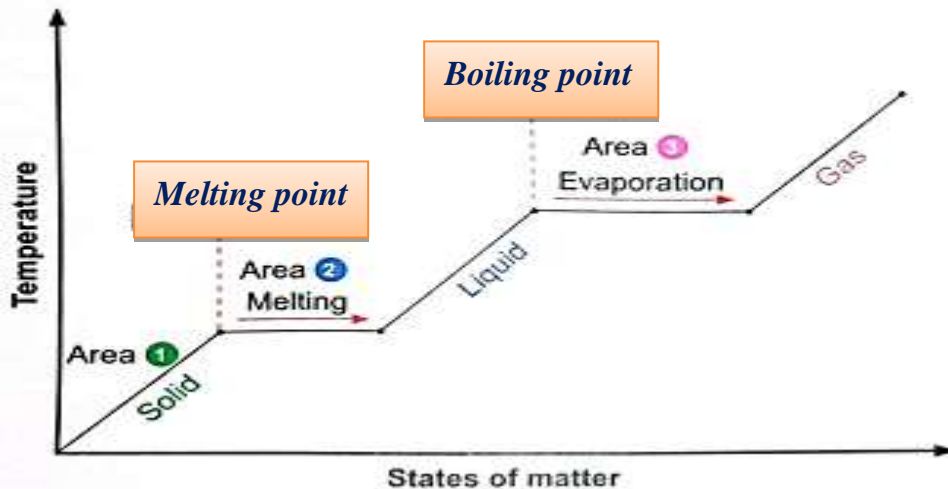 Boiling point
Area 3
Evaporation
Gas
Melting point
Area 2
Melting
Liquid
Area 1
Solid
Temperature
States of matter